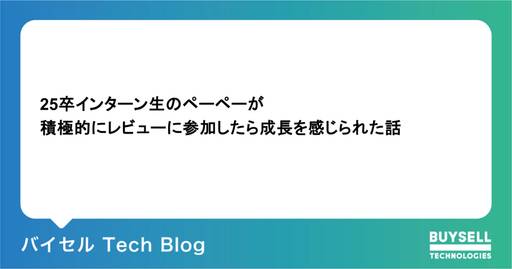 25卒インターン生のペーペーが
積極的にレビューに参加したら成長を感じられた話
バイセル Tech Blog
BUYSELL
TECHNOLOGIES